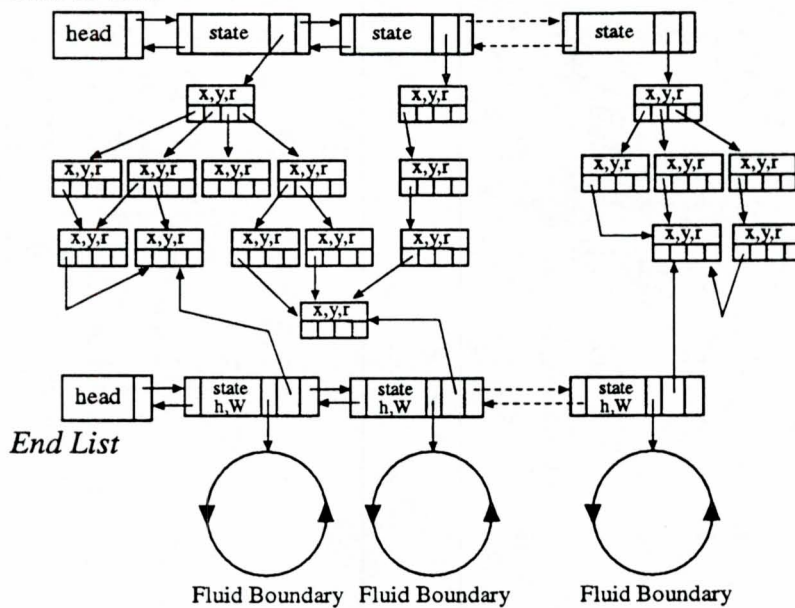 head state state state
x,y,r x,y,r x,y,r
x,y,r x,y,r x,y,r x,y,r x,y,r x,y,r x,y,r x,y,r
x,y,r x,y,r x,y,r x,y,r x,y,r x,y,r x,y,r
x,y,r
head state state state
h,W h,W h,W
End List
Fluid Boundary Fluid Boundary Fluid Boundary